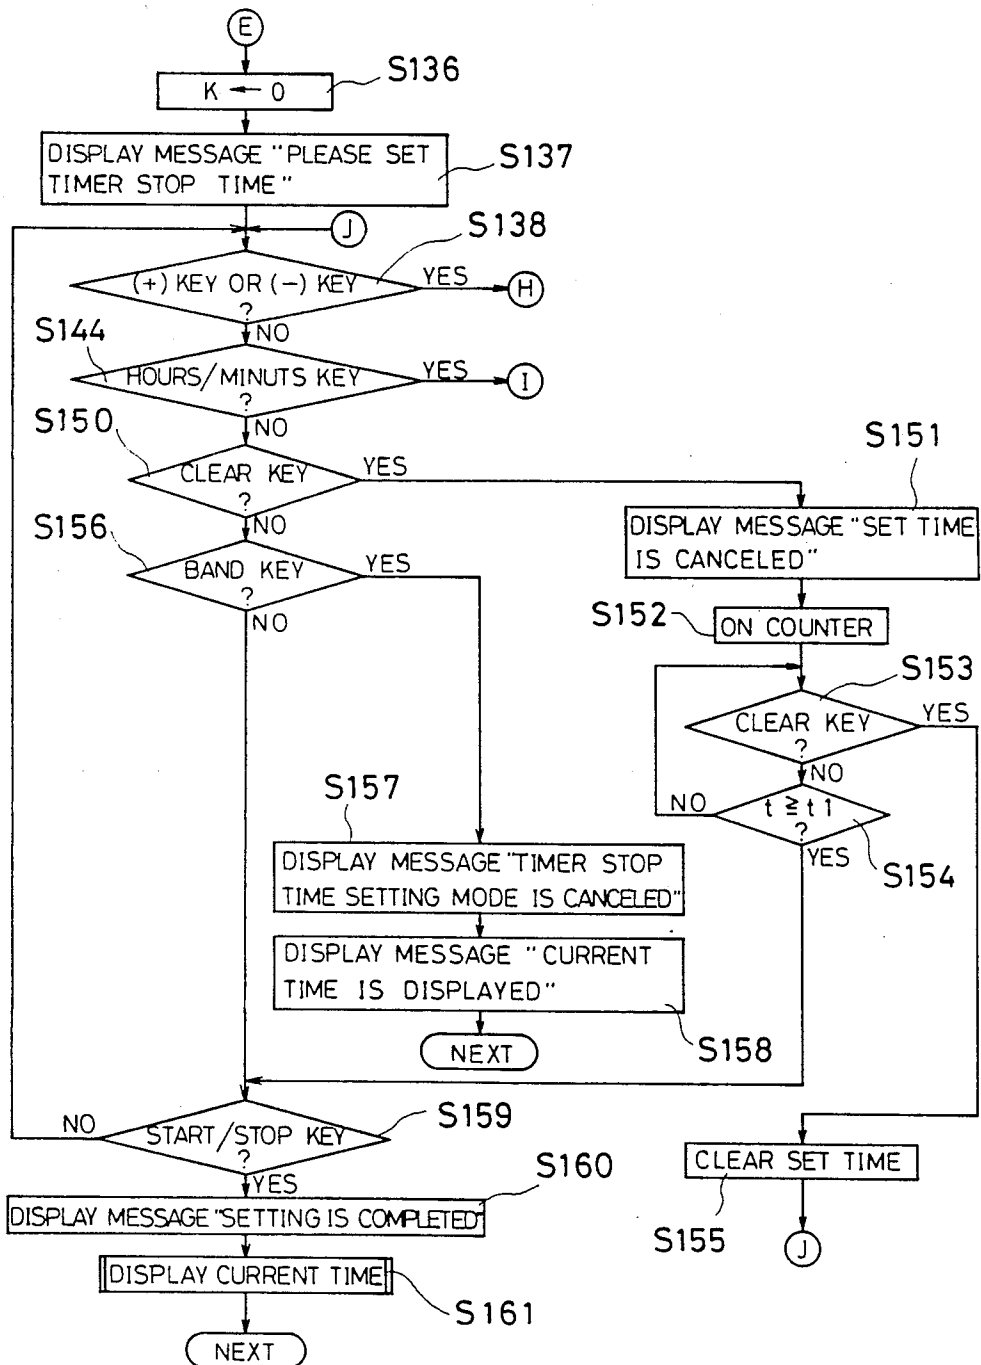 E
S136
K ← 0
DISPLAY MESSAGE "PLEASE SET
TIMER STOP TIME"
S137
J
S138
(+) KEY OR (−) KEY
?
YES
H
NO
S144
HOURS/MINUTS KEY
?
YES
I
NO
S150
CLEAR KEY
?
YES
NO
S151
DISPLAY MESSAGE "SET TIME
IS CANCELED"
S156
BAND KEY
?
YES
NO
S152
ON COUNTER
S153
CLEAR KEY
?
YES
NO
t ≧ t1
?
NO
YES
S154
S157
DISPLAY MESSAGE "TIMER STOP
TIME SETTING MODE IS CANCELED"
DISPLAY MESSAGE "CURRENT
TIME IS DISPLAYED"
S158
NEXT
S159
START/STOP KEY
?
NO
YES
CLEAR SET TIME
S155
J
S160
DISPLAY MESSAGE "SETTING IS COMPLETED"
DISPLAY CURRENT TIME
S161
NEXT